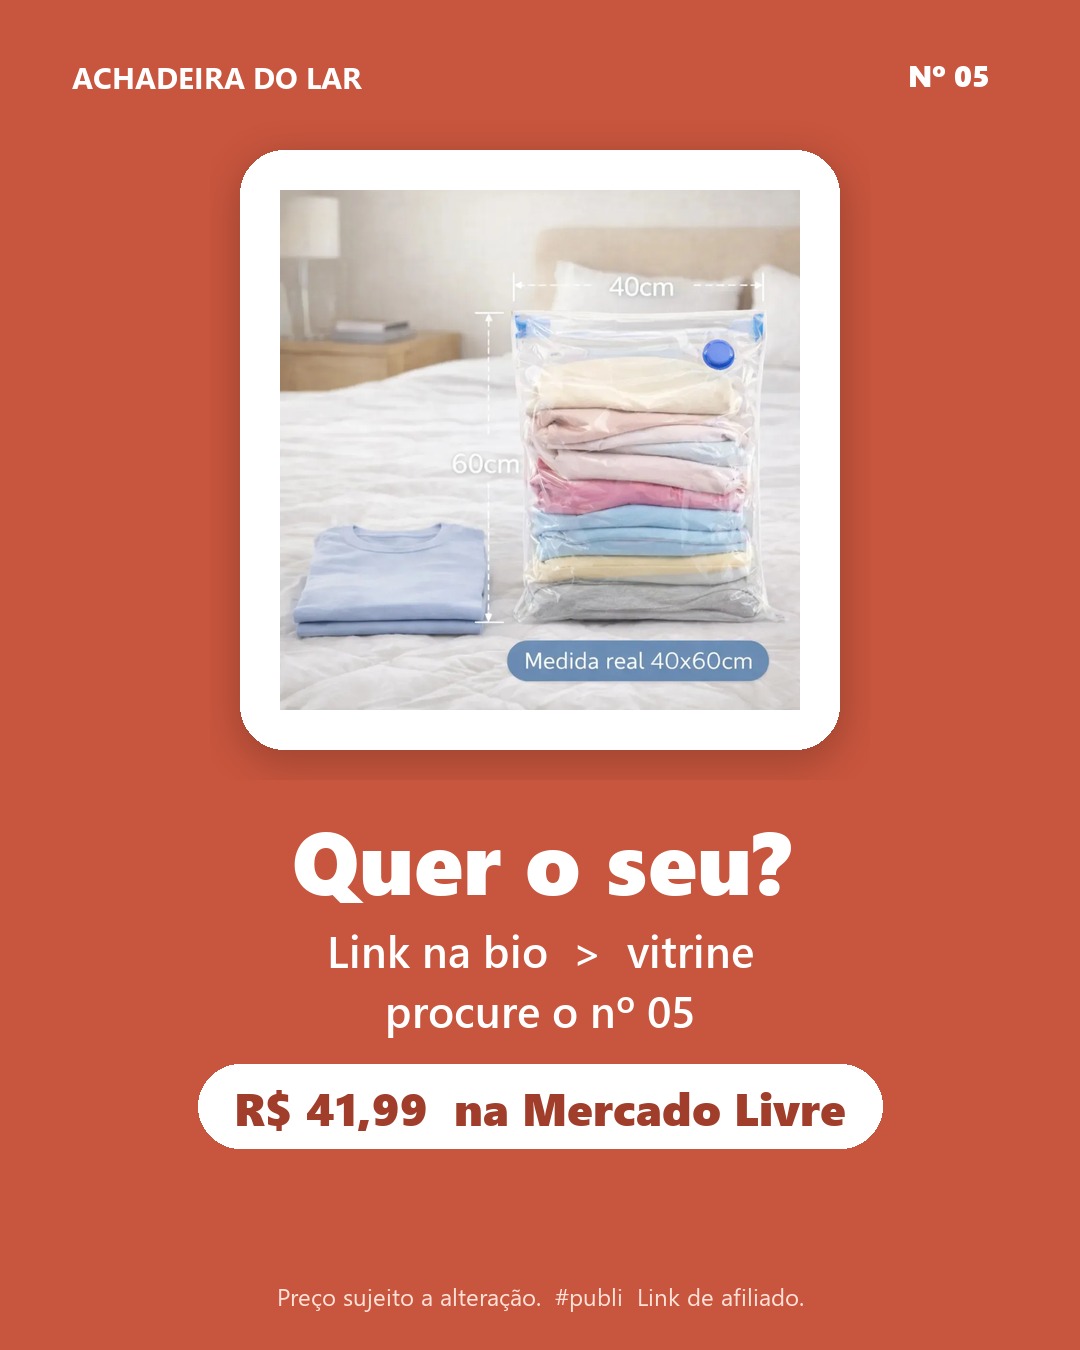 ACHADEIRA DO LAR
Nº 05
40cm
60cm
Medida real 40x60cm
Quer o seu?
Link na bio > vitrine
procure o nº 05
R$ 41,99 na Mercado Livre
Preço sujeito a alteração. #publi Link de afiliado.